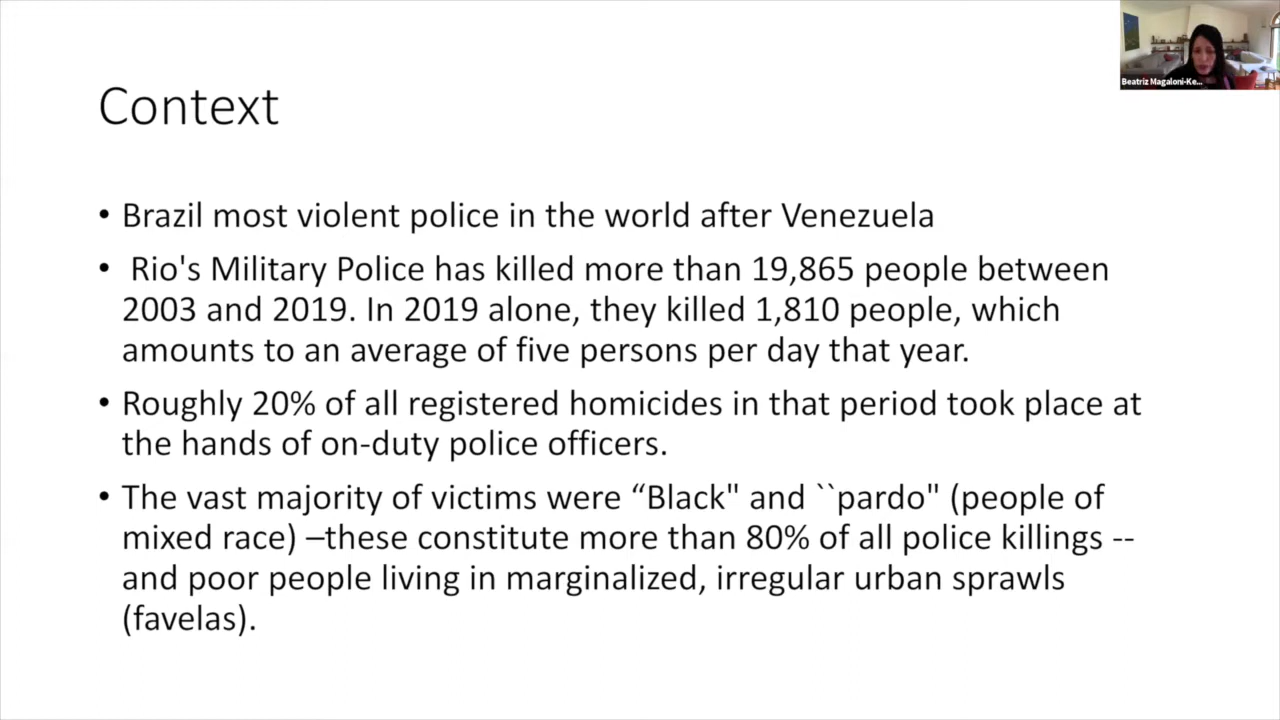 Beatriz Magaloni-Ke...
Context
• Brazil most violent police in the world after Venezuela
• Rio's Military Police has killed more than 19,865 people between
2003 and 2019. In 2019 alone, they killed 1,810 people, which
amounts to an average of five persons per day that year.
• Roughly 20% of all registered homicides in that period took place at
the hands of on-duty police officers.
• The vast majority of victims were “Black" and ``pardo" (people of
mixed race) –these constitute more than 80% of all police killings --
and poor people living in marginalized, irregular urban sprawls
(favelas).